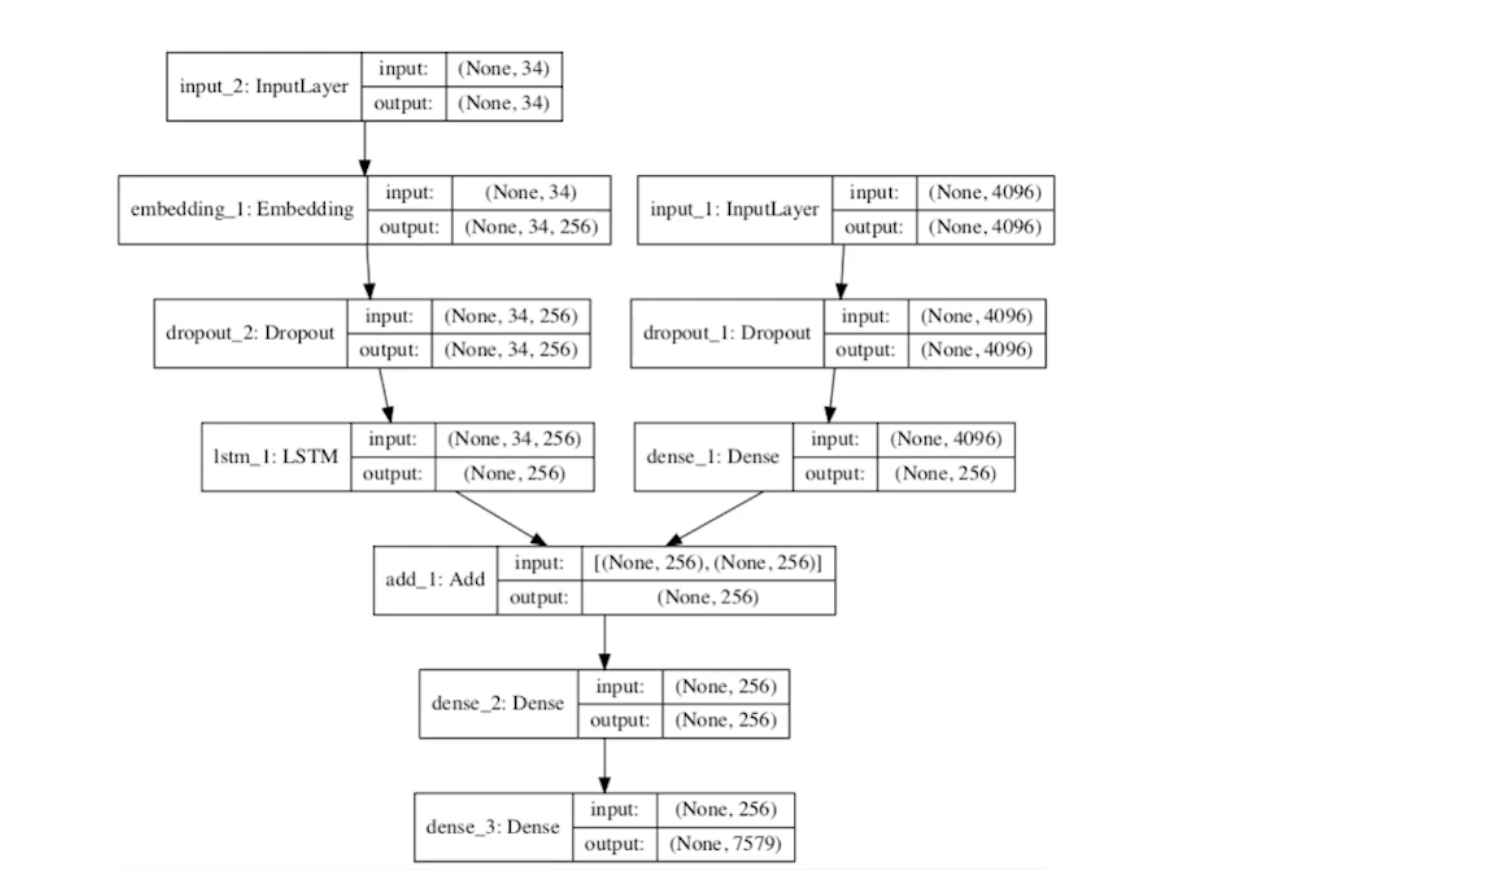 input_2: InputLayer
input: (None, 34)
output: (None, 34)
embedding_1: Embedding
input: (None, 34)
output: (None, 34, 256)
input_1: InputLayer
input: (None, 4096)
output: (None, 4096)
dropout_2: Dropout
input: (None, 34, 256)
output: (None, 34, 256)
dropout_1: Dropout
input: (None, 4096)
output: (None, 4096)
lstm_1: LSTM
input: (None, 34, 256)
output: (None, 256)
dense_1: Dense
input: (None, 4096)
output: (None, 256)
add_1: Add
input: [(None, 256), (None, 256)]
output: (None, 256)
dense_2: Dense
input: (None, 256)
output: (None, 256)
dense_3: Dense
input: (None, 256)
output: (None, 7579)